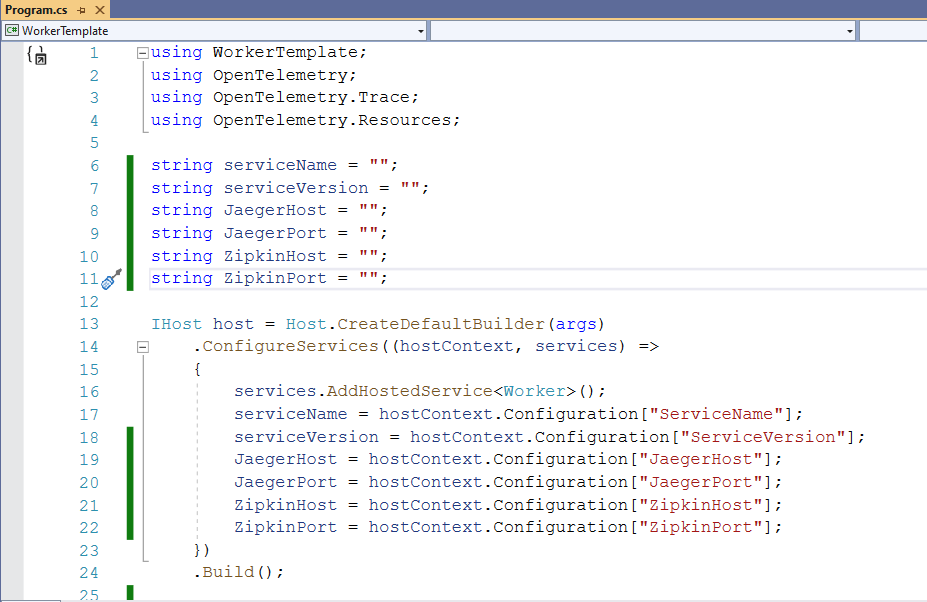 Program.cs
C# WorkerTemplate
1 using WorkerTemplate;
2 using OpenTelemetry;
3 using OpenTelemetry.Trace;
4 using OpenTelemetry.Resources;
5
6 string serviceName = "";
7 string serviceVersion = "";
8 string JaegerHost = "";
9 string JaegerPort = "";
10 string ZipkinHost = "";
11 string ZipkinPort = "";
12
13 IHost host = Host.CreateDefaultBuilder(args)
14 .ConfigureServices((hostContext, services) =>
15 {
16 services.AddHostedService<Worker>();
17 serviceName = hostContext.Configuration["ServiceName"];
18 serviceVersion = hostContext.Configuration["ServiceVersion"];
19 JaegerHost = hostContext.Configuration["JaegerHost"];
20 JaegerPort = hostContext.Configuration["JaegerPort"];
21 ZipkinHost = hostContext.Configuration["ZipkinHost"];
22 ZipkinPort = hostContext.Configuration["ZipkinPort"];
23 })
24 .Build();
25